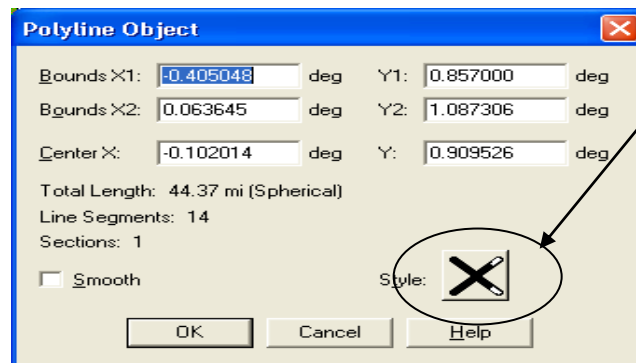 Polyline Object
Bounds X1: -0.405048 deg Y1: 0.857000 deg
Bounds X2: 0.063645 deg Y2: 1.087306 deg
Center X: -0.102014 deg Y: 0.909526 deg
Total Length: 44.37 mi (Spherical)
Line Segments: 14
Sections: 1
Smooth Style:
OK Cancel Help